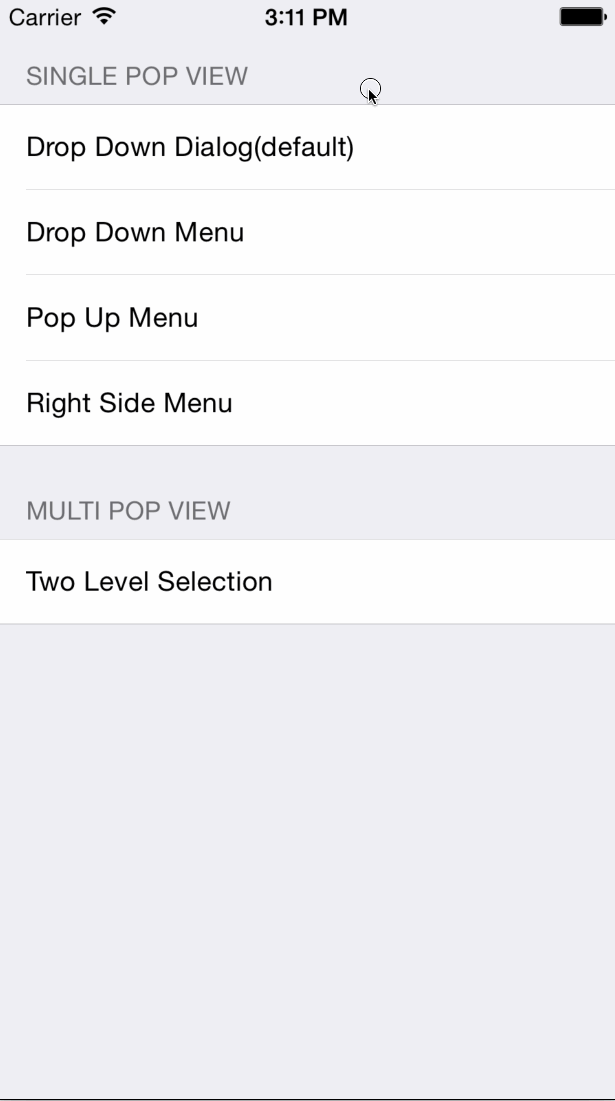 Carrier 3:11 PM
SINGLE POP VIEW
Drop Down Dialog(default)
Drop Down Menu
Pop Up Menu
Right Side Menu
MULTI POP VIEW
Two Level Selection